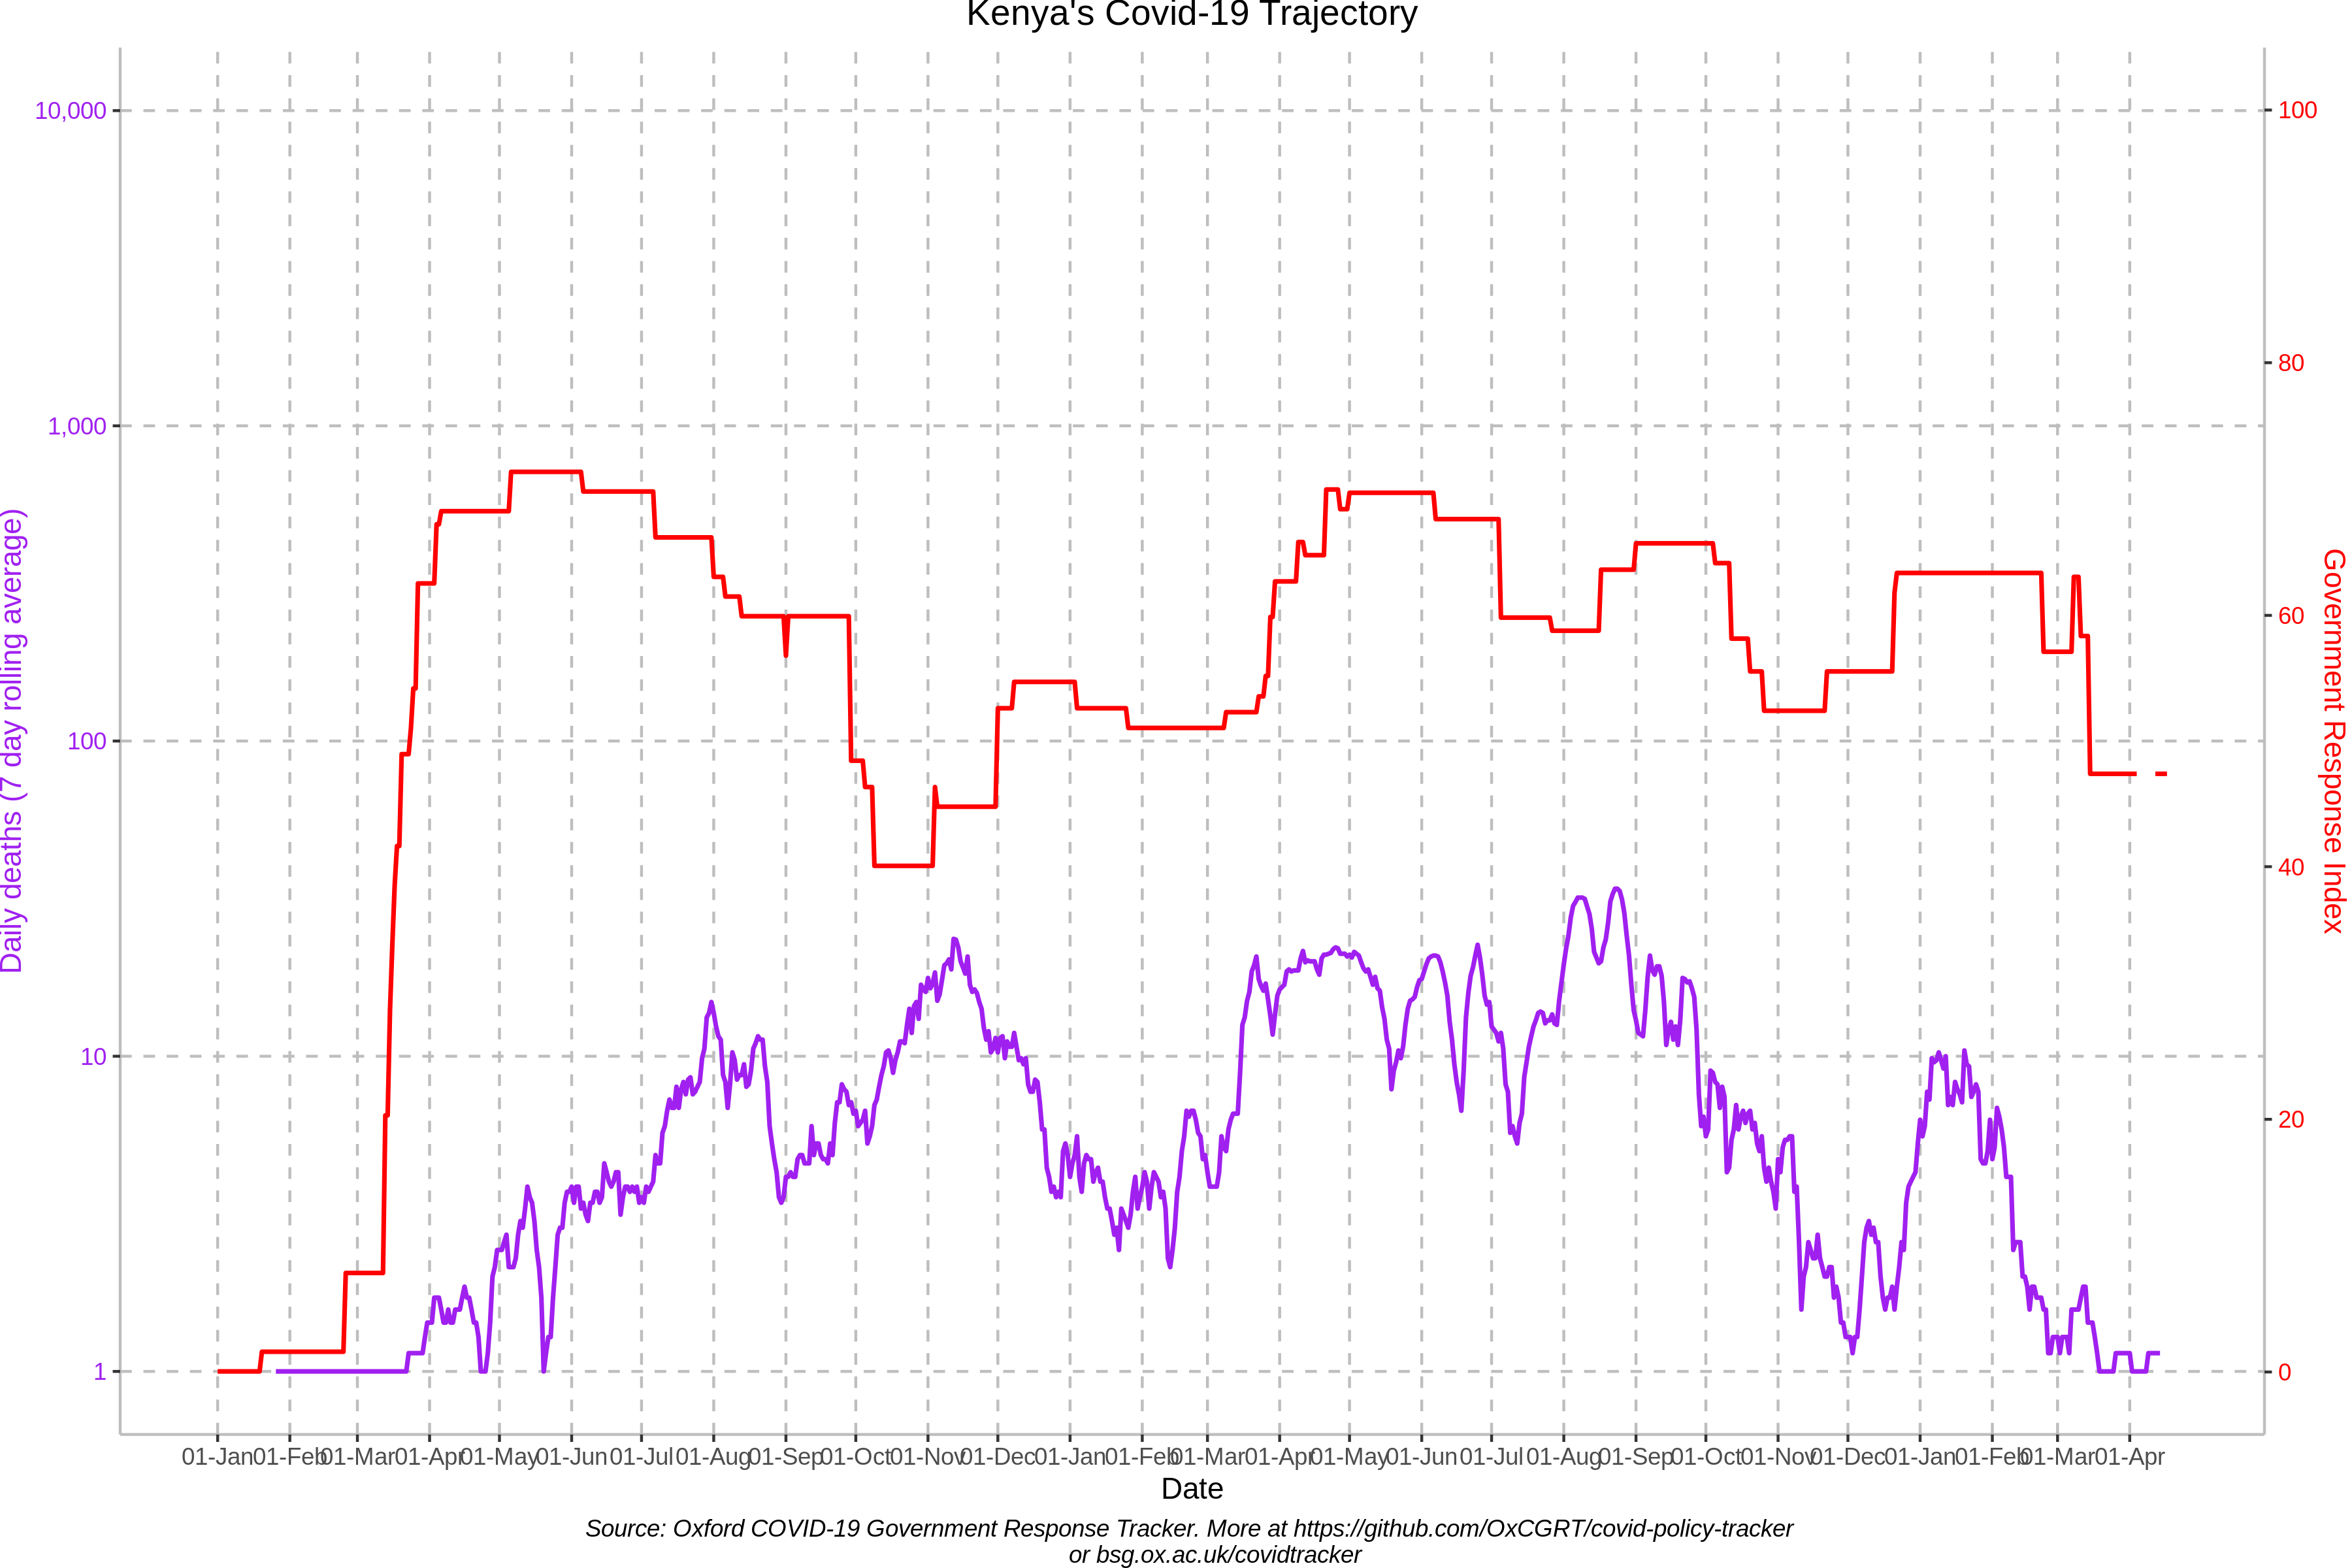 Kenya's Covid-19 Trajectory
10,000
1,000
100
10
1
Daily deaths (7 day rolling average)
100
80
60
40
20
0
Government Response Index
01-Jan 01-Feb 01-Mar 01-Apr 01-May 01-Jun 01-Jul 01-Aug 01-Sep 01-Oct 01-Nov 01-Dec 01-Jan 01-Feb 01-Mar 01-Apr 01-May 01-Jun 01-Jul 01-Aug 01-Sep 01-Oct 01-Nov 01-Dec 01-Jan 01-Feb 01-Mar 01-Apr
Date
Source: Oxford COVID-19 Government Response Tracker. More at https://github.com/OxCGRT/covid-policy-tracker
or bsg.ox.ac.uk/covidtracker